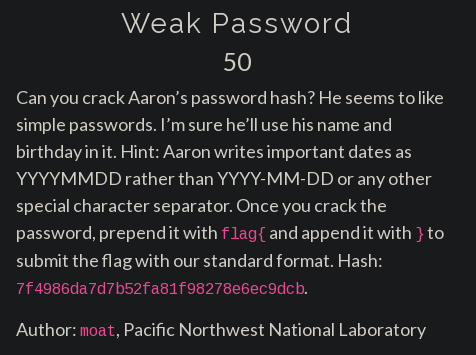 Weak Password
50
Can you crack Aaron's password hash? He seems to like
simple passwords. I'm sure he'll use his name and
birthday in it. Hint: Aaron writes important dates as
YYYYMMDD rather than YYYY-MM-DD or any other
special character separator. Once you crack the
password, prepend it with flag{ and append it with } to
submit the flag with our standard format. Hash:
7f4986da7d7b52fa81f98278e6ec9dcb.
Author: moat, Pacific Northwest National Laboratory